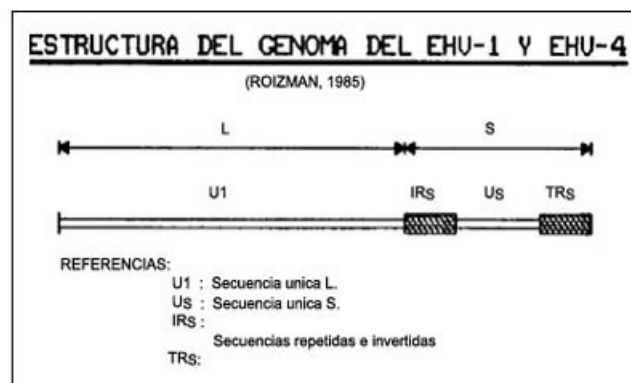 ESTRUCTURA DEL GENOMA DEL EHV-1 Y EHV-4
(ROIZMAN, 1985)
L S
U1 IRS US TRS
REFERENCIAS:
U1 : Secuencia unica L.
US : Secuencia unica S.
IRS :
Secuencias repetidas e invertidas
TRS: